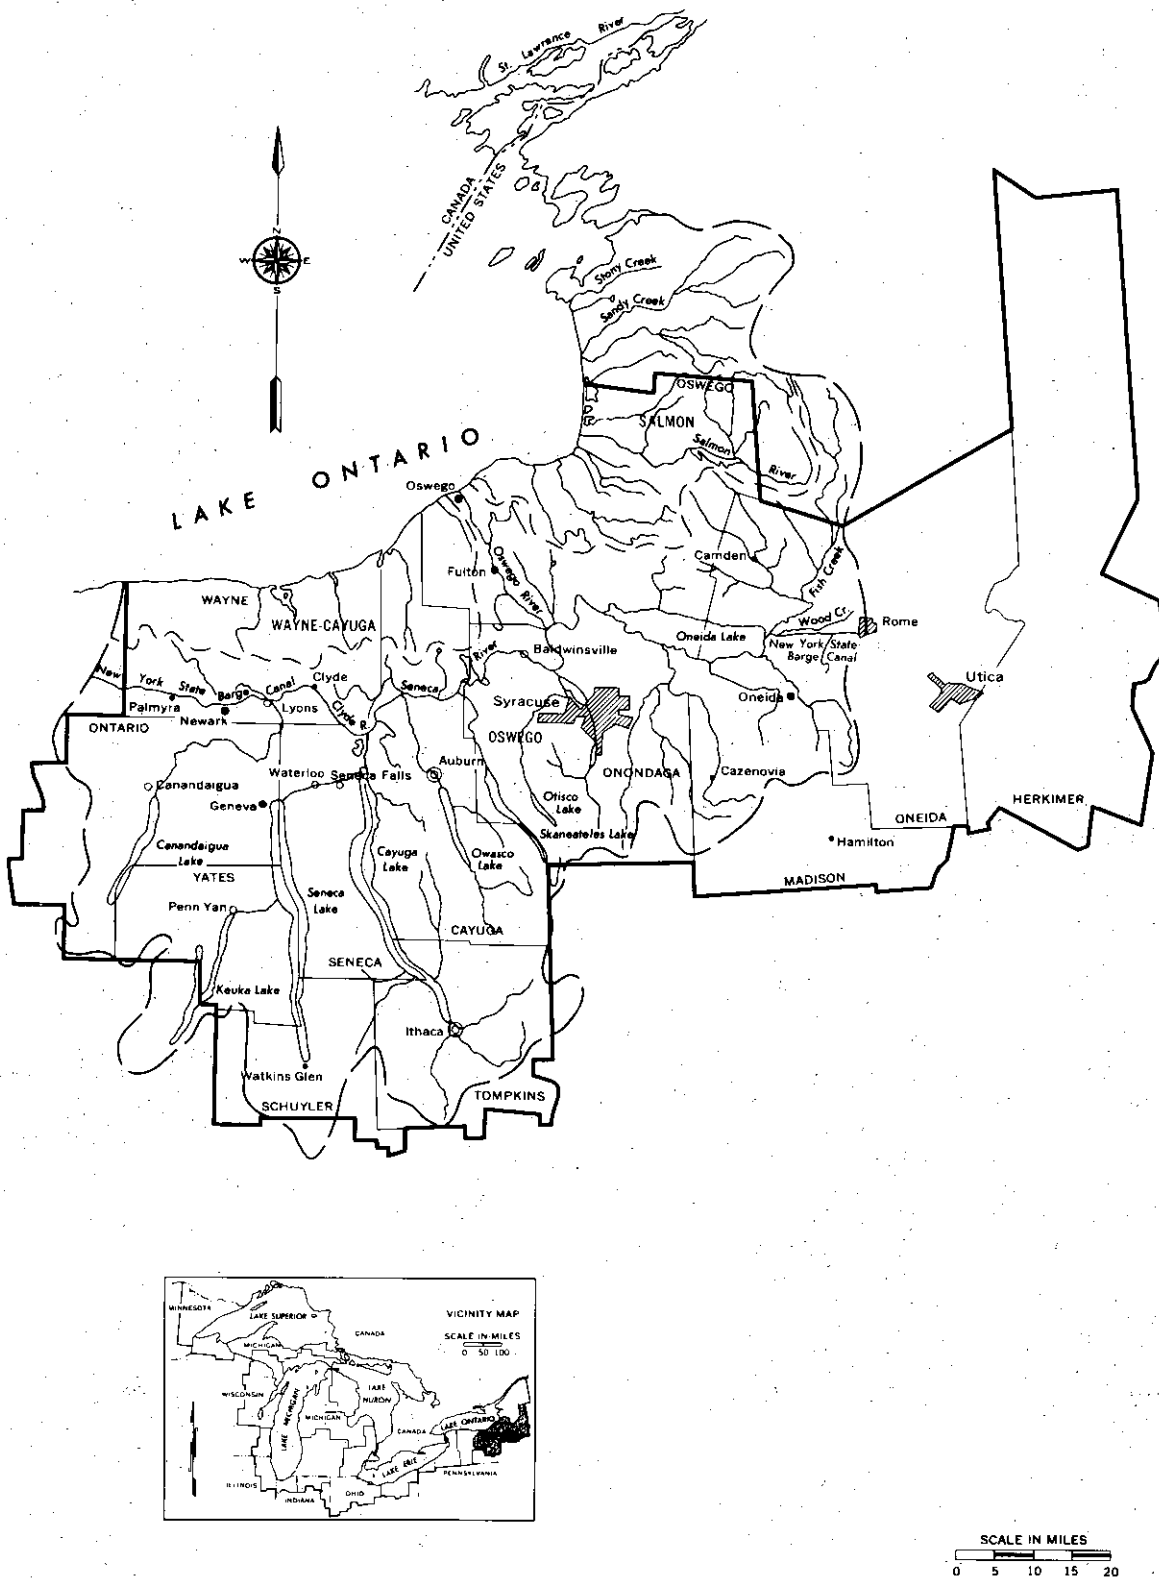 St. Lawrence River
CANADA
UNITED STATES
N
W E
S
Stony Creek
Sandy Creek
OSWEGO
SALMON
Salmon
River
LAKE ONTARIO
Oswego
Camden
Fulton
Oswego River
Fish Creek
WAYNE
WAYNE-CAYUGA
Wood Cr.
Rome
Oneida Lake
New York State
Barge Canal
River
Baldwinsville
New York State Barge Canal
Clyde
Seneca
Utica
Palmyra
Newark
Lyons
Clyde R.
Syracuse
Oneida
ONTARIO
OSWEGO
Auburn
ONONDAGA
Cazenovia
Waterloo
Seneca Falls
Canandaigua
Geneva
Otisco
Lake
HERKIMER
ONEIDA
Skaneateles Lake
Hamilton
Canandaigua
Lake
Cayuga
Lake
Owasco
Lake
YATES
MADISON
Seneca
Lake
Penn Yan
CAYUGA
SENECA
Keuka Lake
Ithaca
Watkins Glen
TOMPKINS
SCHUYLER
VICINITY MAP
SCALE IN MILES
0 50 100
MINNESOTA
LAKE SUPERIOR
CANADA
MICHIGAN
WISCONSIN
LAKE MICHIGAN
LAKE
HURON
MICHIGAN
CANADA
LAKE ONTARIO
LAKE ERIE
PENNSYLVANIA
ILLINOIS
INDIANA
OHIO
SCALE IN MILES
0 5 10 15 20